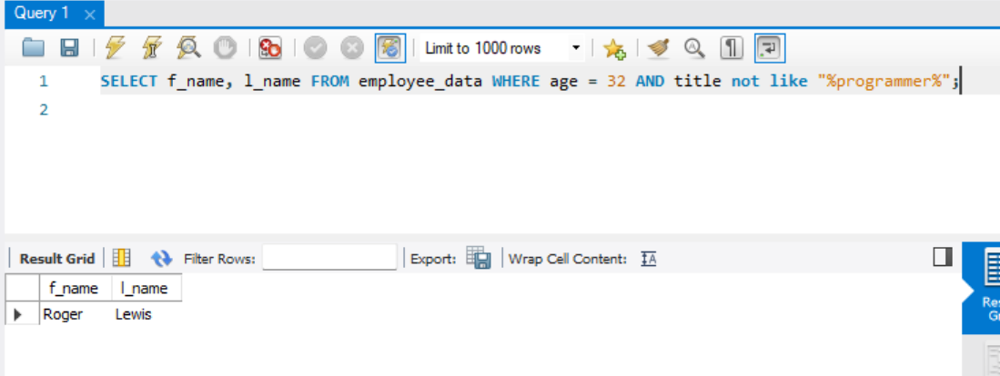 Query 1
Limit to 1000 rows
1 SELECT f_name, l_name FROM employee_data WHERE age = 32 AND title not like "%programmer%";
2
Result Grid Filter Rows: Export: Wrap Cell Content:
f_name l_name
Roger Lewis